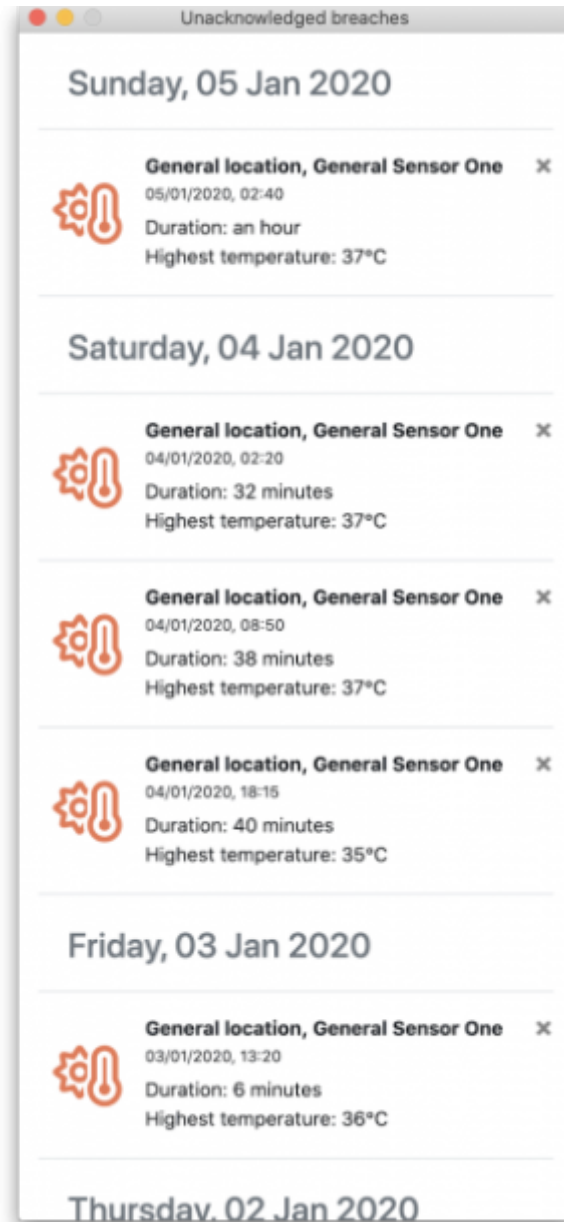 Unacknowledged breaches
Sunday, 05 Jan 2020
General location, General Sensor One
05/01/2020, 02:40
Duration: an hour
Highest temperature: 37°C
Saturday, 04 Jan 2020
General location, General Sensor One
04/01/2020, 02:20
Duration: 32 minutes
Highest temperature: 37°C
General location, General Sensor One
04/01/2020, 08:50
Duration: 38 minutes
Highest temperature: 37°C
General location, General Sensor One
04/01/2020, 18:15
Duration: 40 minutes
Highest temperature: 35°C
Friday, 03 Jan 2020
General location, General Sensor One
03/01/2020, 13:20
Duration: 6 minutes
Highest temperature: 36°C
Thursday, 02 Jan 2020